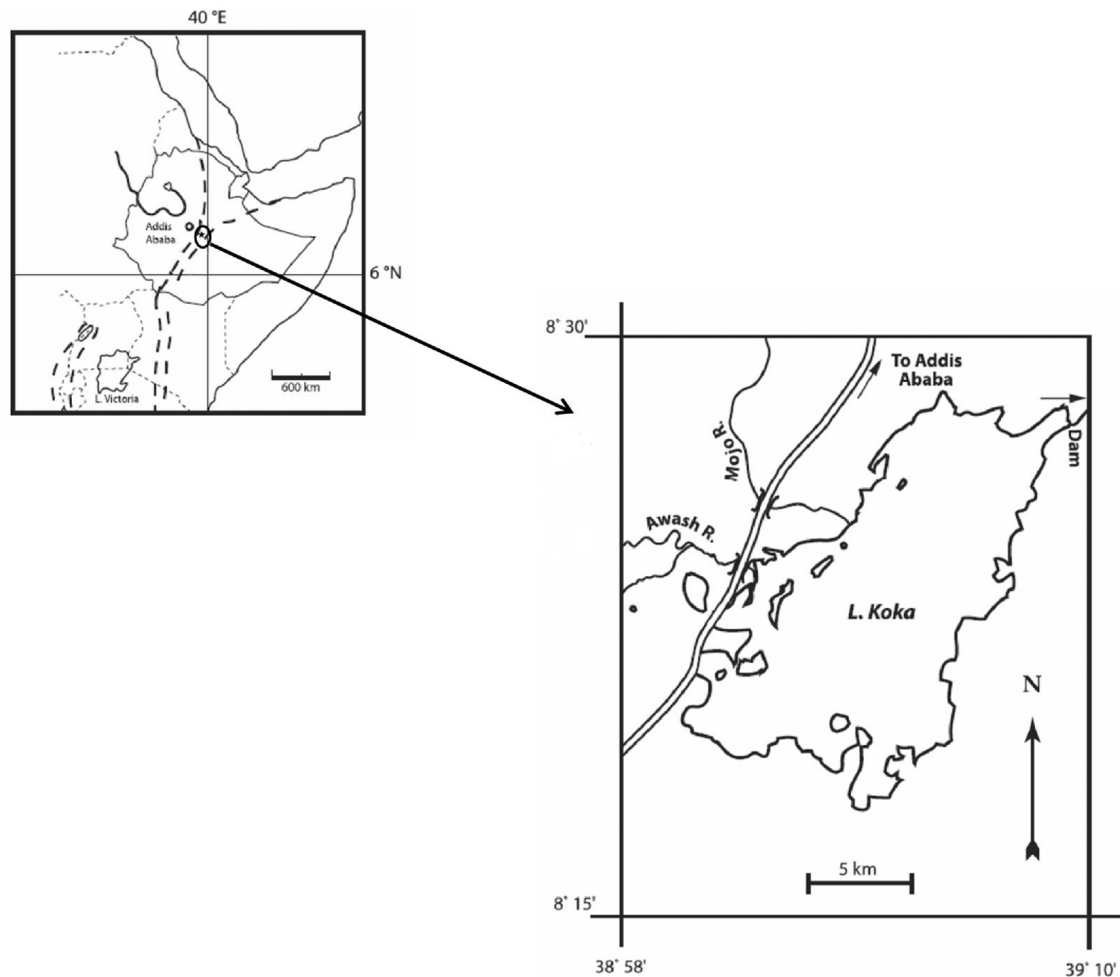 40 °E
Addis
Ababa
6 °N
600 km
L. Victoria
8° 30'
To Addis
Ababa
Mojo R.
Dam
Awash R.
L. Koka
N
5 km
8° 15'
38° 58'
39° 10'